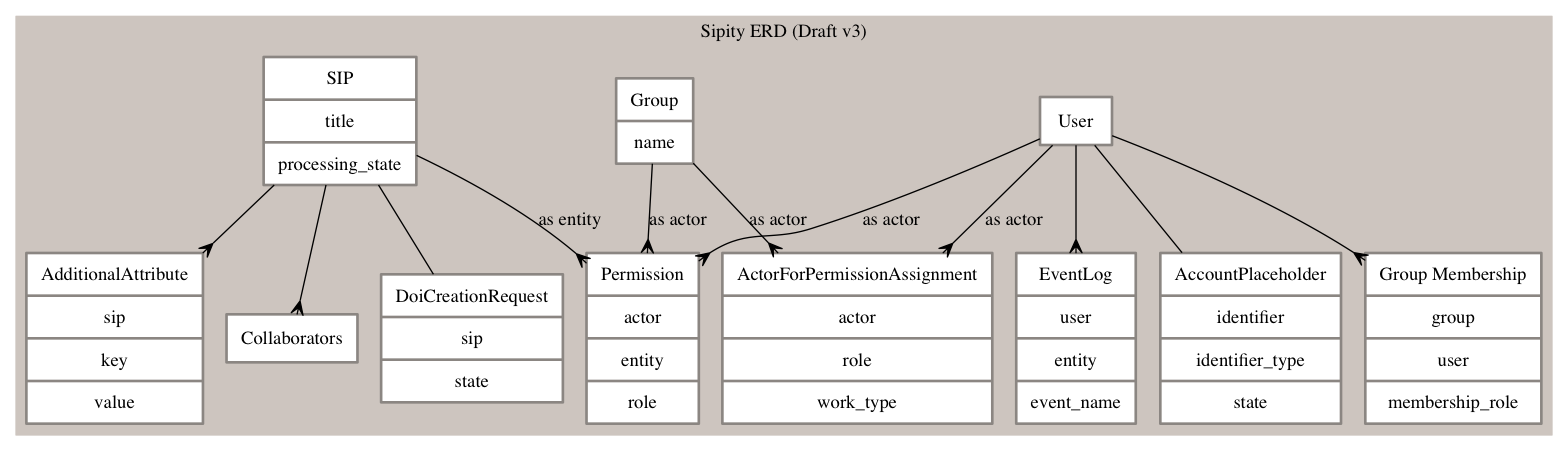 Sipity ERD (Draft v3)
SIP
title
processing_state
Group
name
User
as entity
as actor
as actor
as actor
as actor
AdditionalAttribute
sip
key
value
Collaborators
DoiCreationRequest
sip
state
Permission
actor
entity
role
ActorForPermissionAssignment
actor
role
work_type
EventLog
user
entity
event_name
AccountPlaceholder
identifier
identifier_type
state
Group Membership
group
user
membership_role